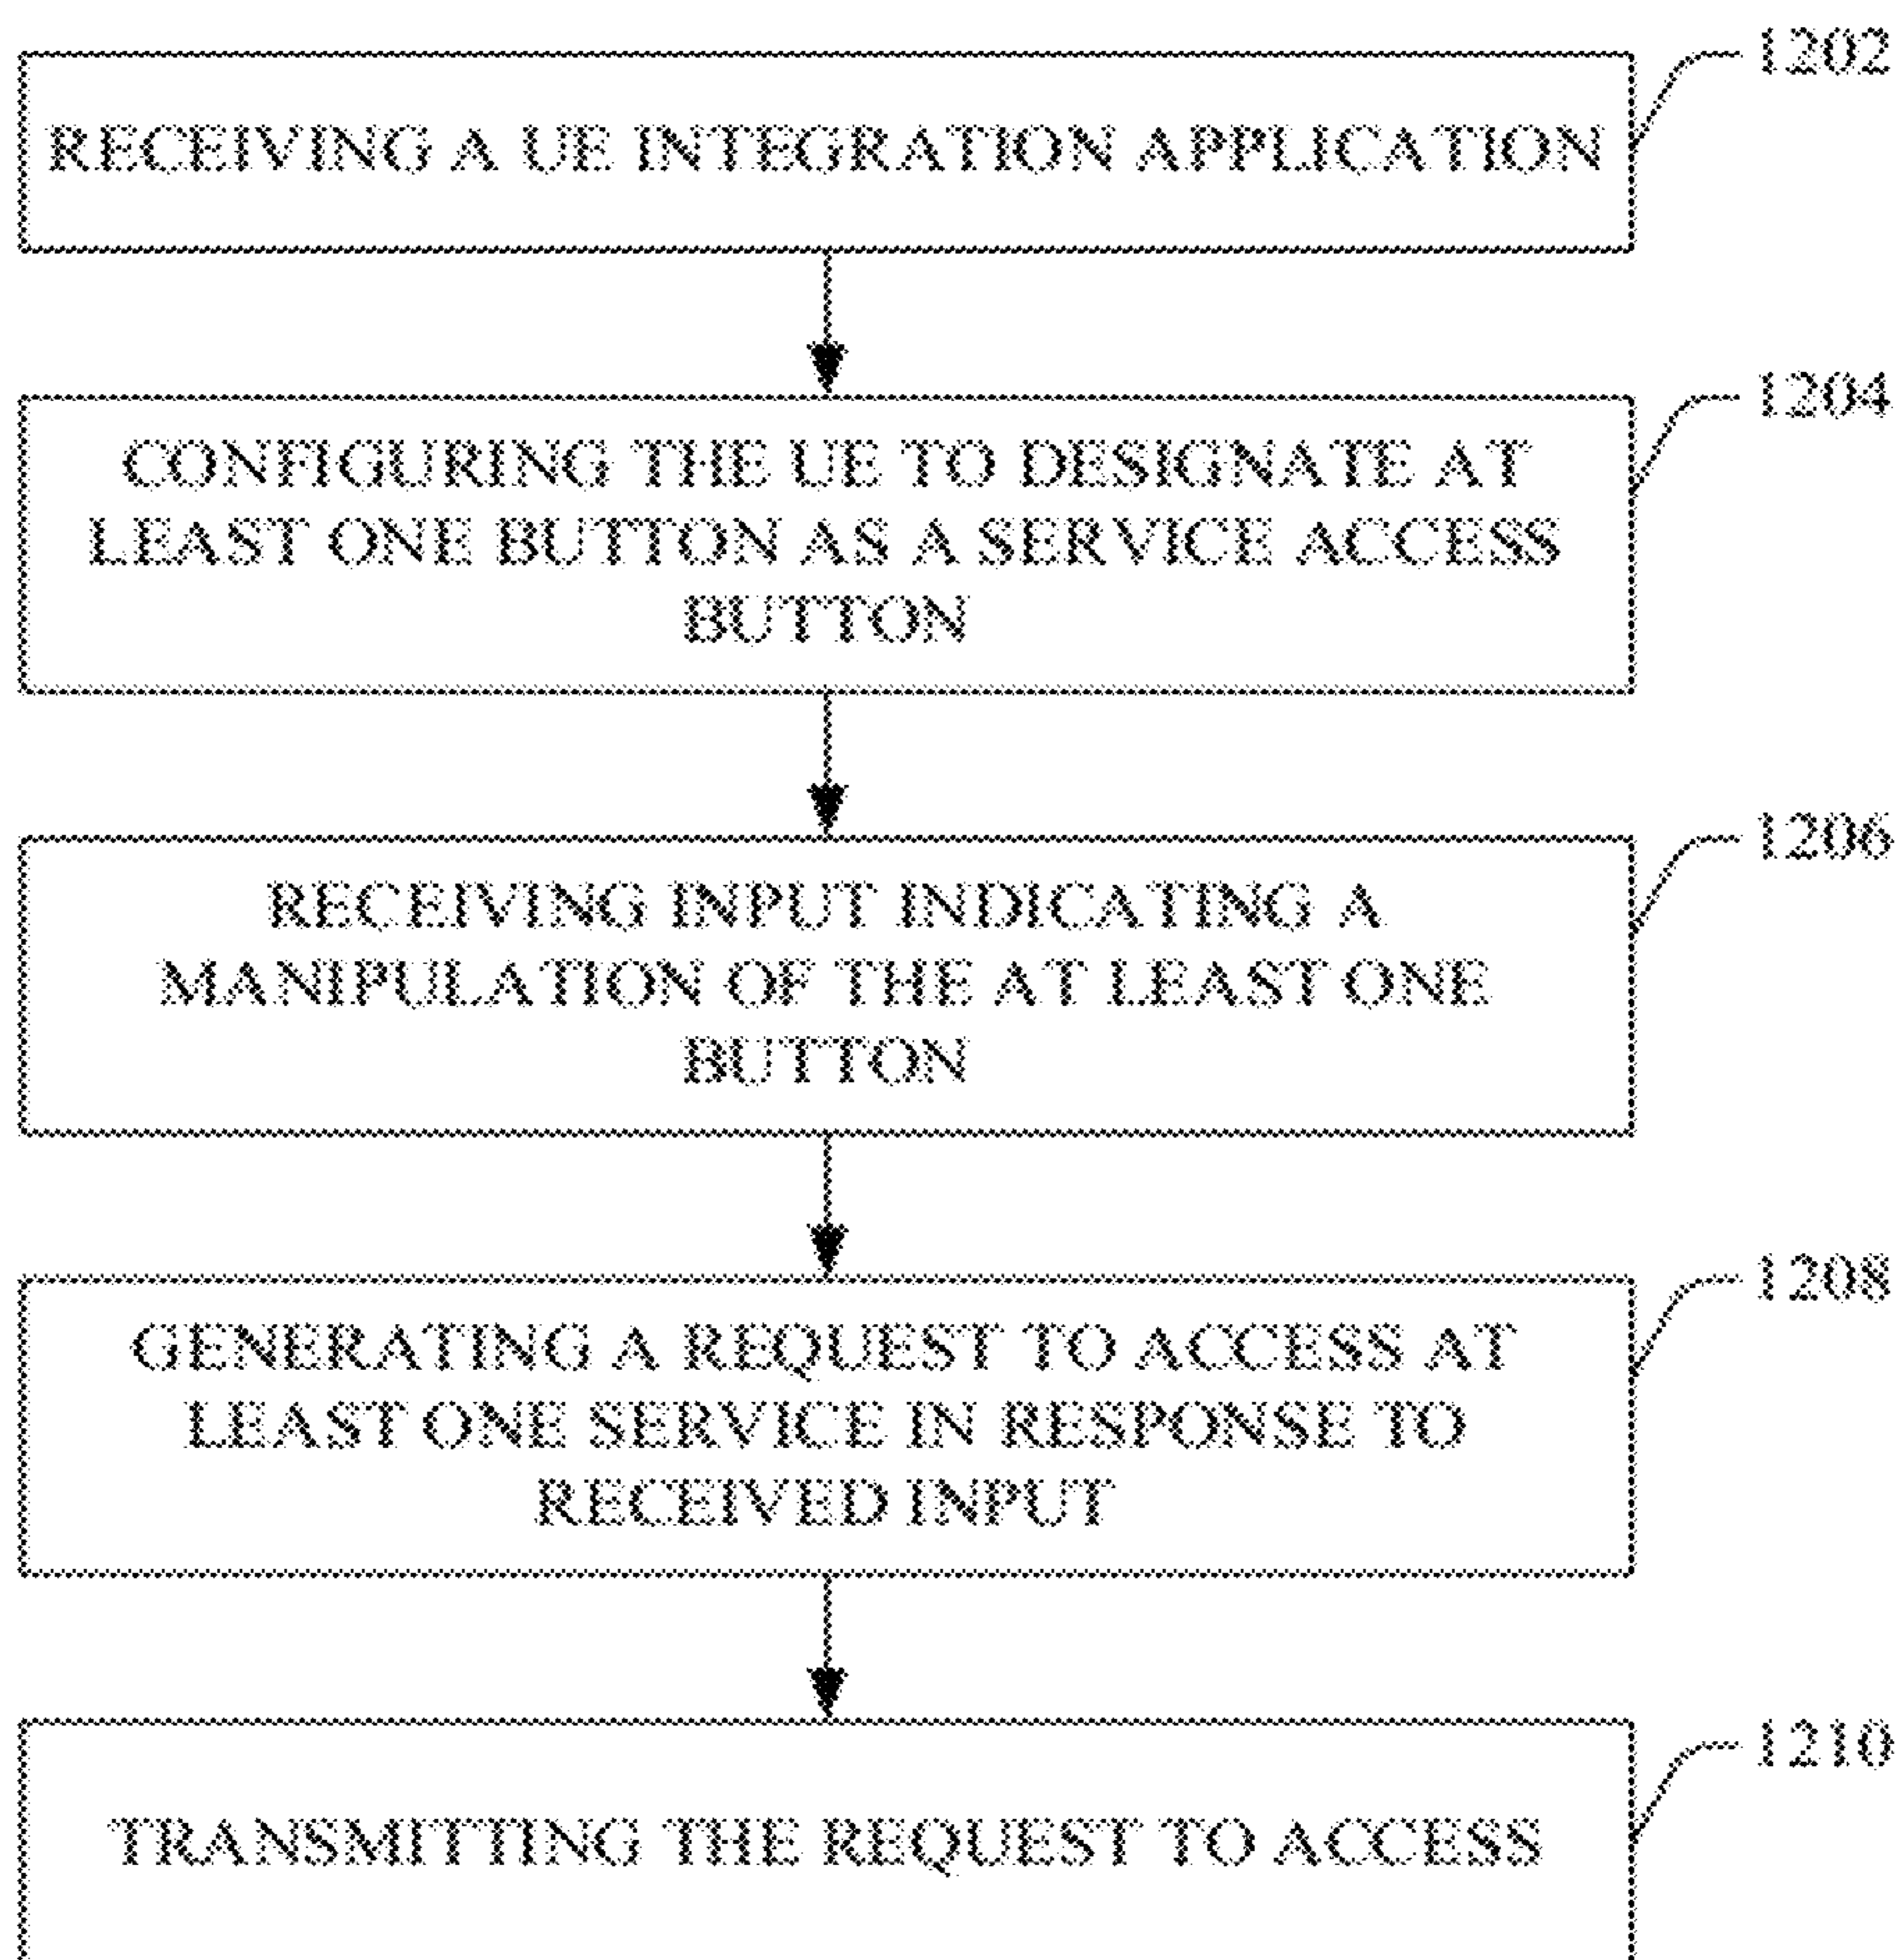 1202
RECEIVING A UE INTEGRATION APPLICATION
1204
CONFIGURING THE UE TO DESIGNATE AT
LEAST ONE BUTTON AS A SERVICE ACCESS
BUTTON
1206
RECEIVING INPUT INDICATING A
MANIPULATION OF THE AT LEAST ONE
BUTTON
1208
GENERATING A REQUEST TO ACCESS AT
LEAST ONE SERVICE IN RESPONSE TO
RECEIVED INPUT
1210
TRANSMITTING THE REQUEST TO ACCESS